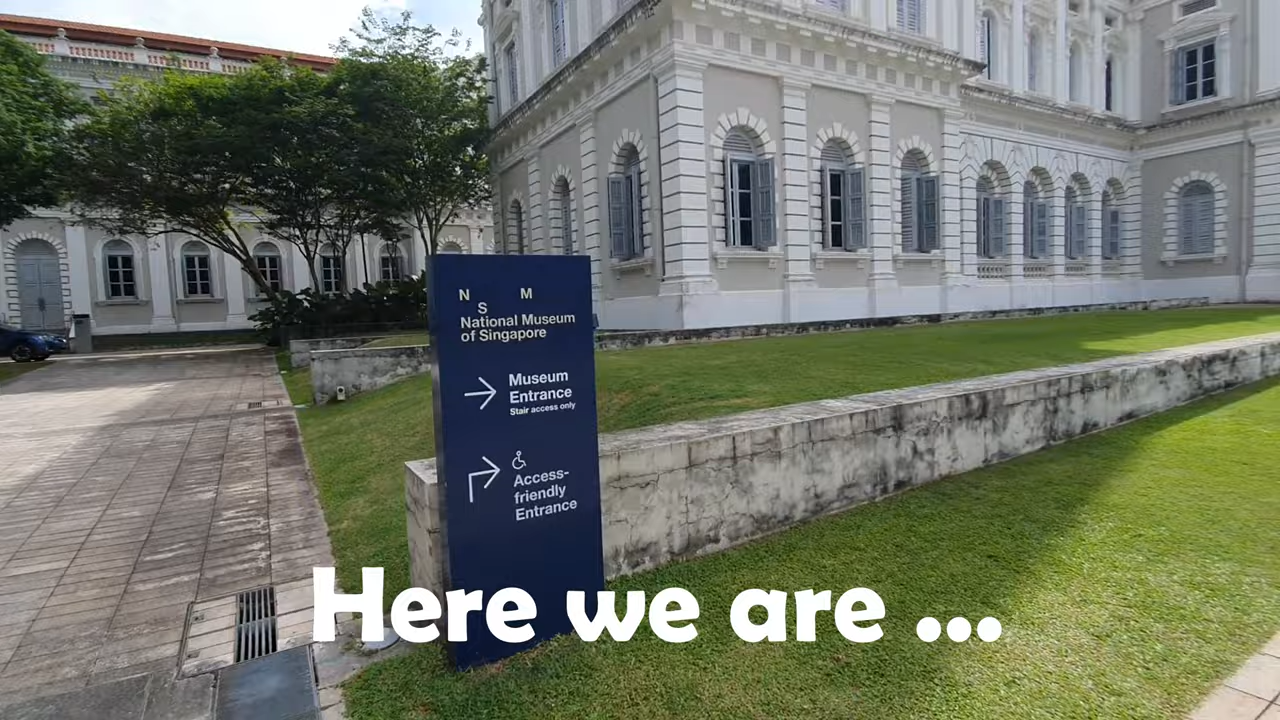 N M
S
National Museum
of Singapore
Museum
Entrance
Stair access only
Access-
friendly
Entrance
Here we are ...